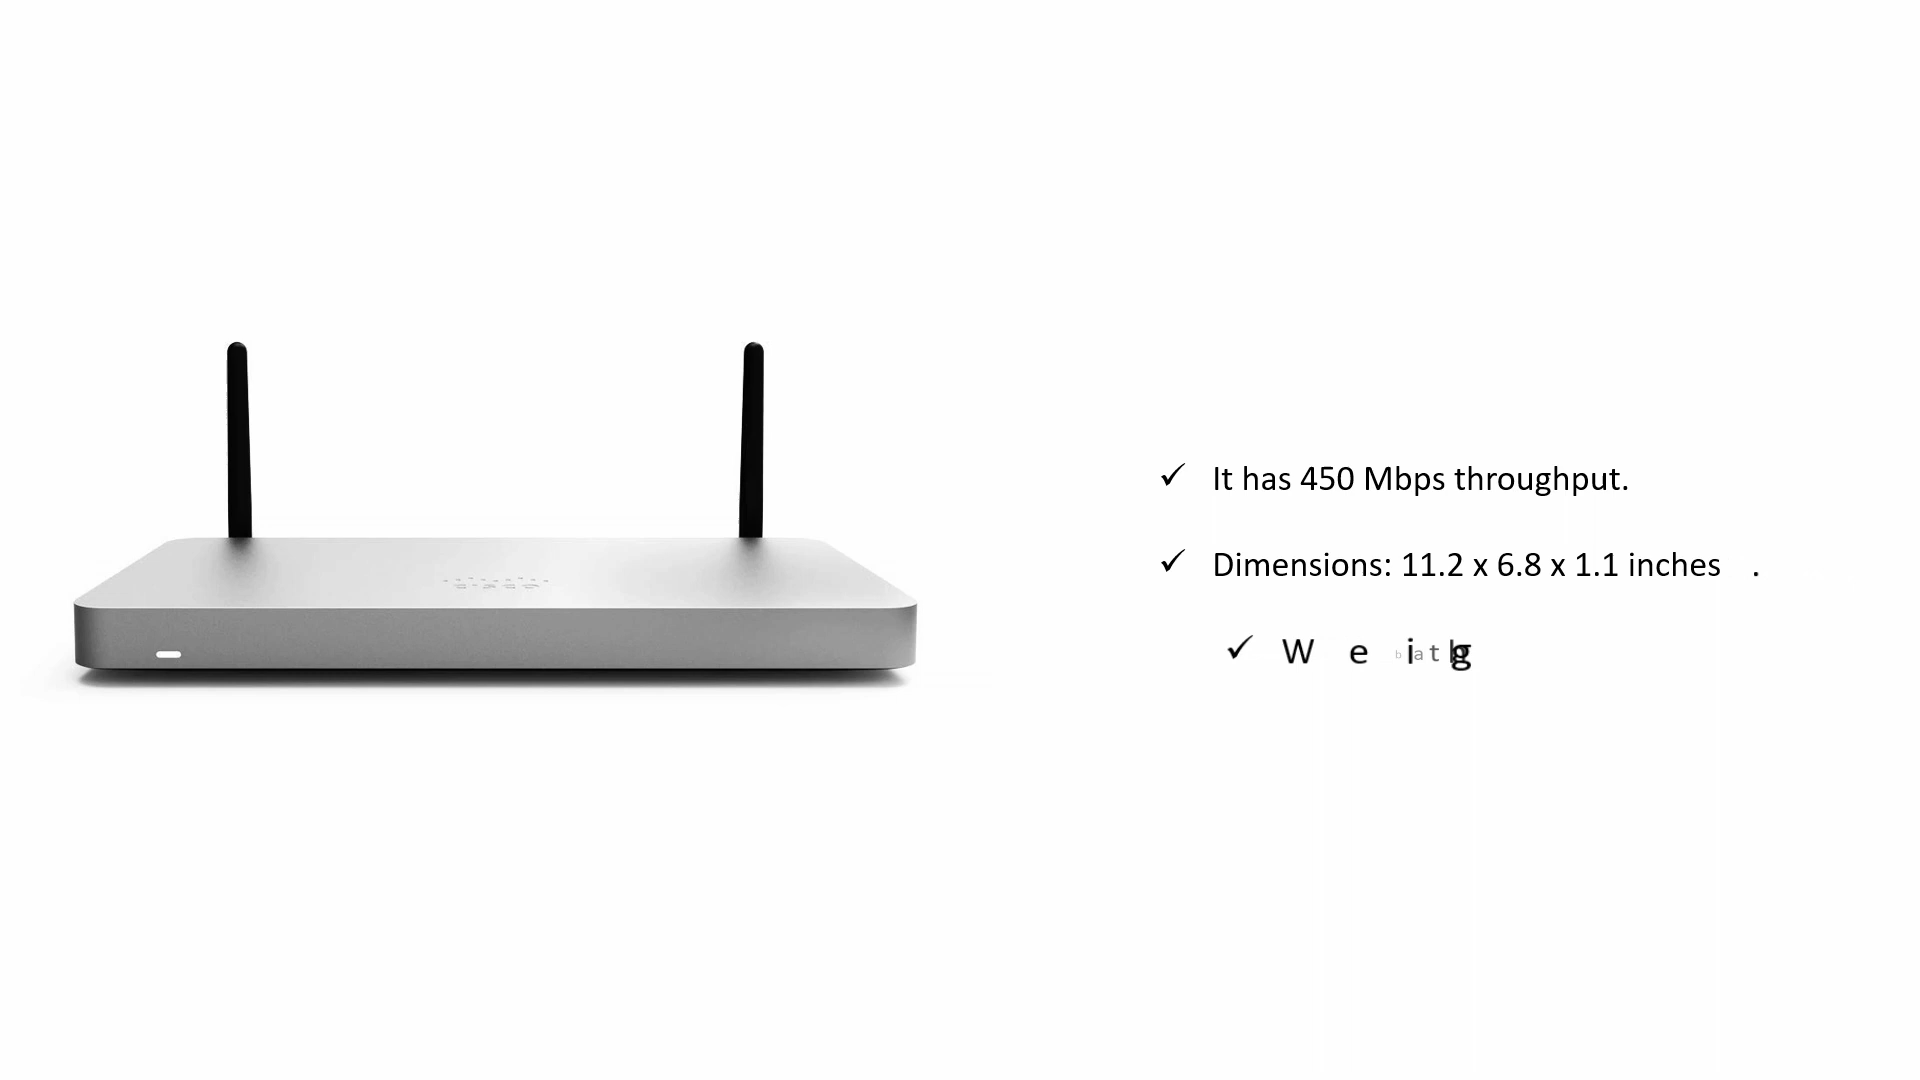 It has 450 Mbps throughput.
Dimensions: 11.2 x 6.8 x 1.1 inches .